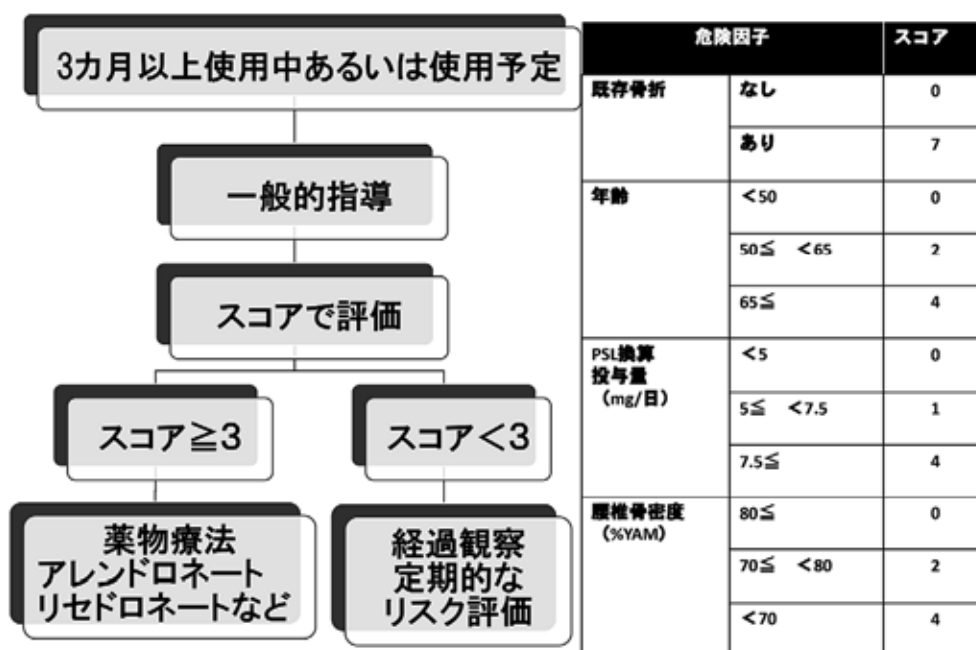 3カ月以上使用中あるいは使用予定
一般的指導
スコアで評価
スコア≧3
スコア<3
薬物療法
アレンドロネート
リセドロネートなど
経過観察
定期的な
リスク評価
危険因子 スコア
既存骨折 なし 0
あり 7
年齢 <50 0
50≦ <65 2
65≦ 4
PSL換算
投与量
(mg/日)
<5 0
5≦ <7.5 1
7.5≦ 4
腰椎骨密度
(%YAM)
80≦ 0
70≦ <80 2
<70 4